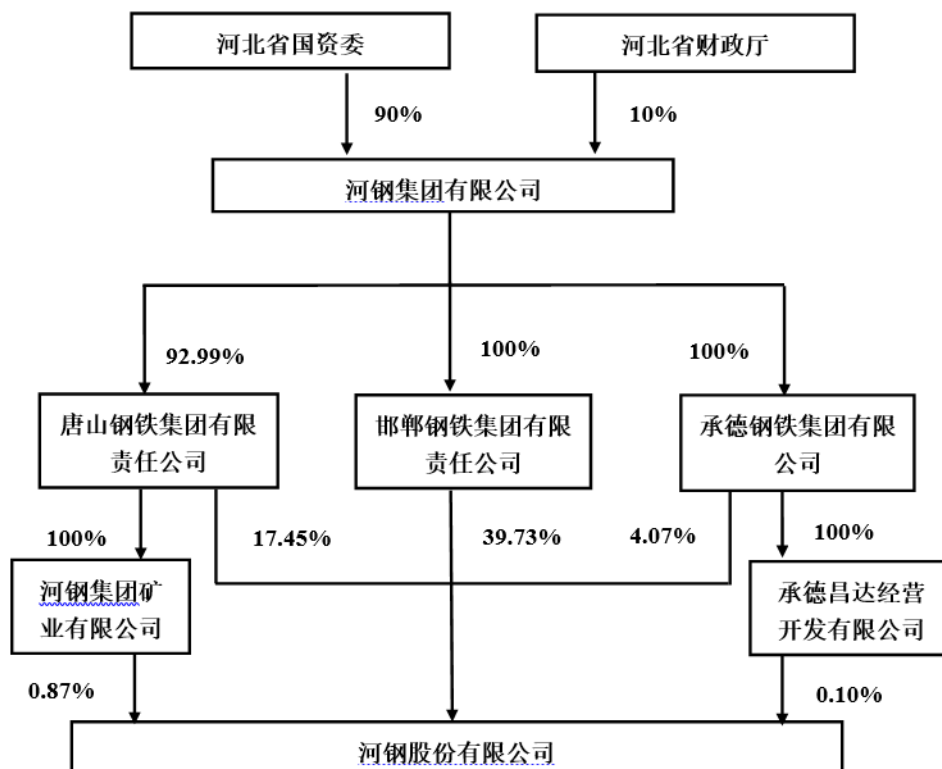 河北省国资委
河北省财政厅
90%
10%
河钢集团有限公司
92.99%
100%
100%
唐山钢铁集团有限
责任公司
邯郸钢铁集团有限
责任公司
承德钢铁集团有限
公司
100%
17.45%
39.73%
4.07%
100%
河钢集团矿
业有限公司
承德昌达经营
开发有限公司
0.87%
0.10%
河钢股份有限公司